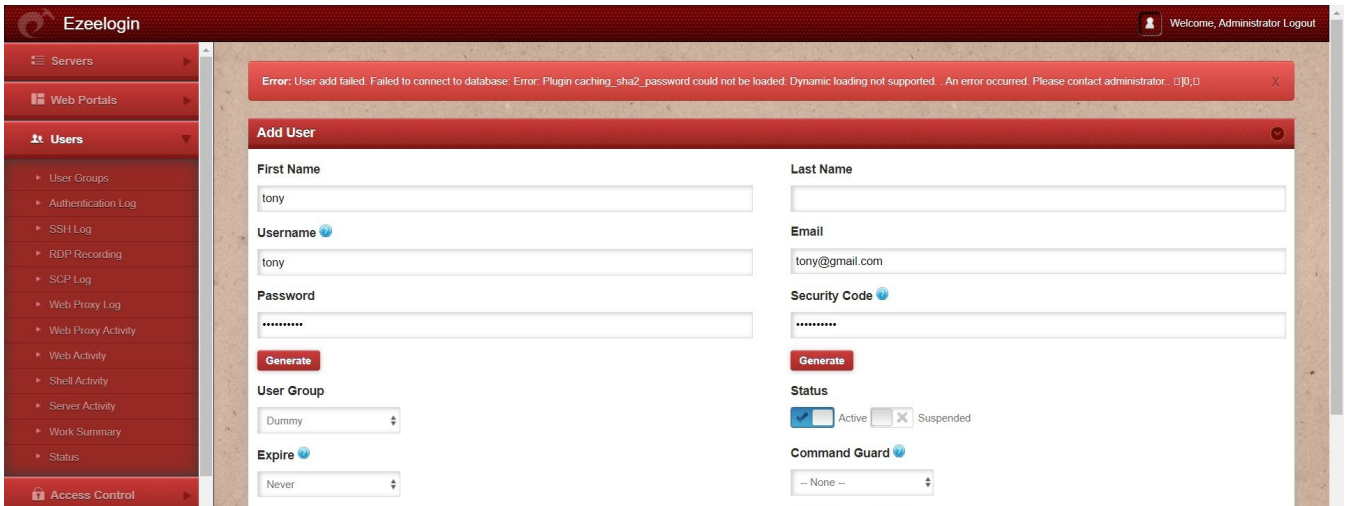 Ezeelogin
Welcome, Administrator Logout
Servers
Web Portals
Users
User Groups
Authentication Log
SSH Log
RDP Recording
SCP Log
Web Proxy Log
Web Proxy Activity
Web Activity
Shell Activity
Server Activity
Work Summary
Status
Access Control
Error: User add failed. Failed to connect to database: Error: Plugin caching_sha2_password could not be loaded: Dynamic loading not supported. . An error occurred. Please contact administrator.. □]0;□
X
Add User
First Name
Last Name
tony
Username
Email
tony
tony@gmail.com
Password
Security Code
••••••••••
••••••••••
Generate
Generate
User Group
Status
Dummy
Active
Suspended
Expire
Command Guard
Never
-- None --